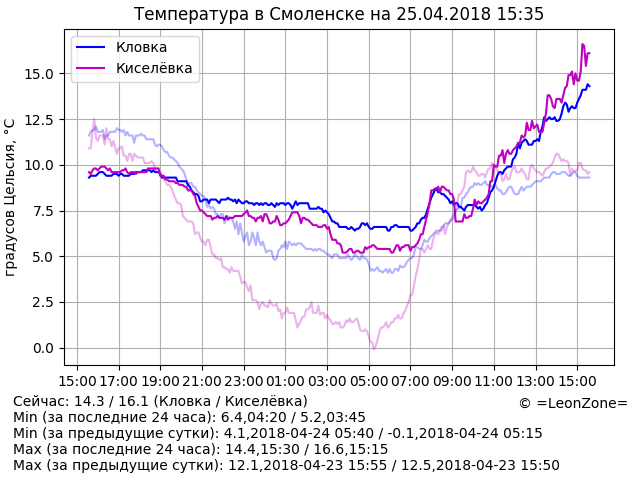 Температура в Смоленске на 25.04.2018 15:35
Кловка
Киселёвка
градусов Цельсия, °C
15.0
12.5
10.0
7.5
5.0
2.5
0.0
15:00 17:00 19:00 21:00 23:00 01:00 03:00 05:00 07:00 09:00 11:00 13:00 15:00
Сейчас: 14.3 / 16.1 (Кловка / Киселёвка)
© =LeonZone=
Min (за последние 24 часа): 6.4,04:20 / 5.2,03:45
Min (за предыдущие сутки): 4.1,2018-04-24 05:40 / -0.1,2018-04-24 05:15
Max (за последние 24 часа): 14.4,15:30 / 16.6,15:15
Max (за предыдущие сутки): 12.1,2018-04-23 15:55 / 12.5,2018-04-23 15:50